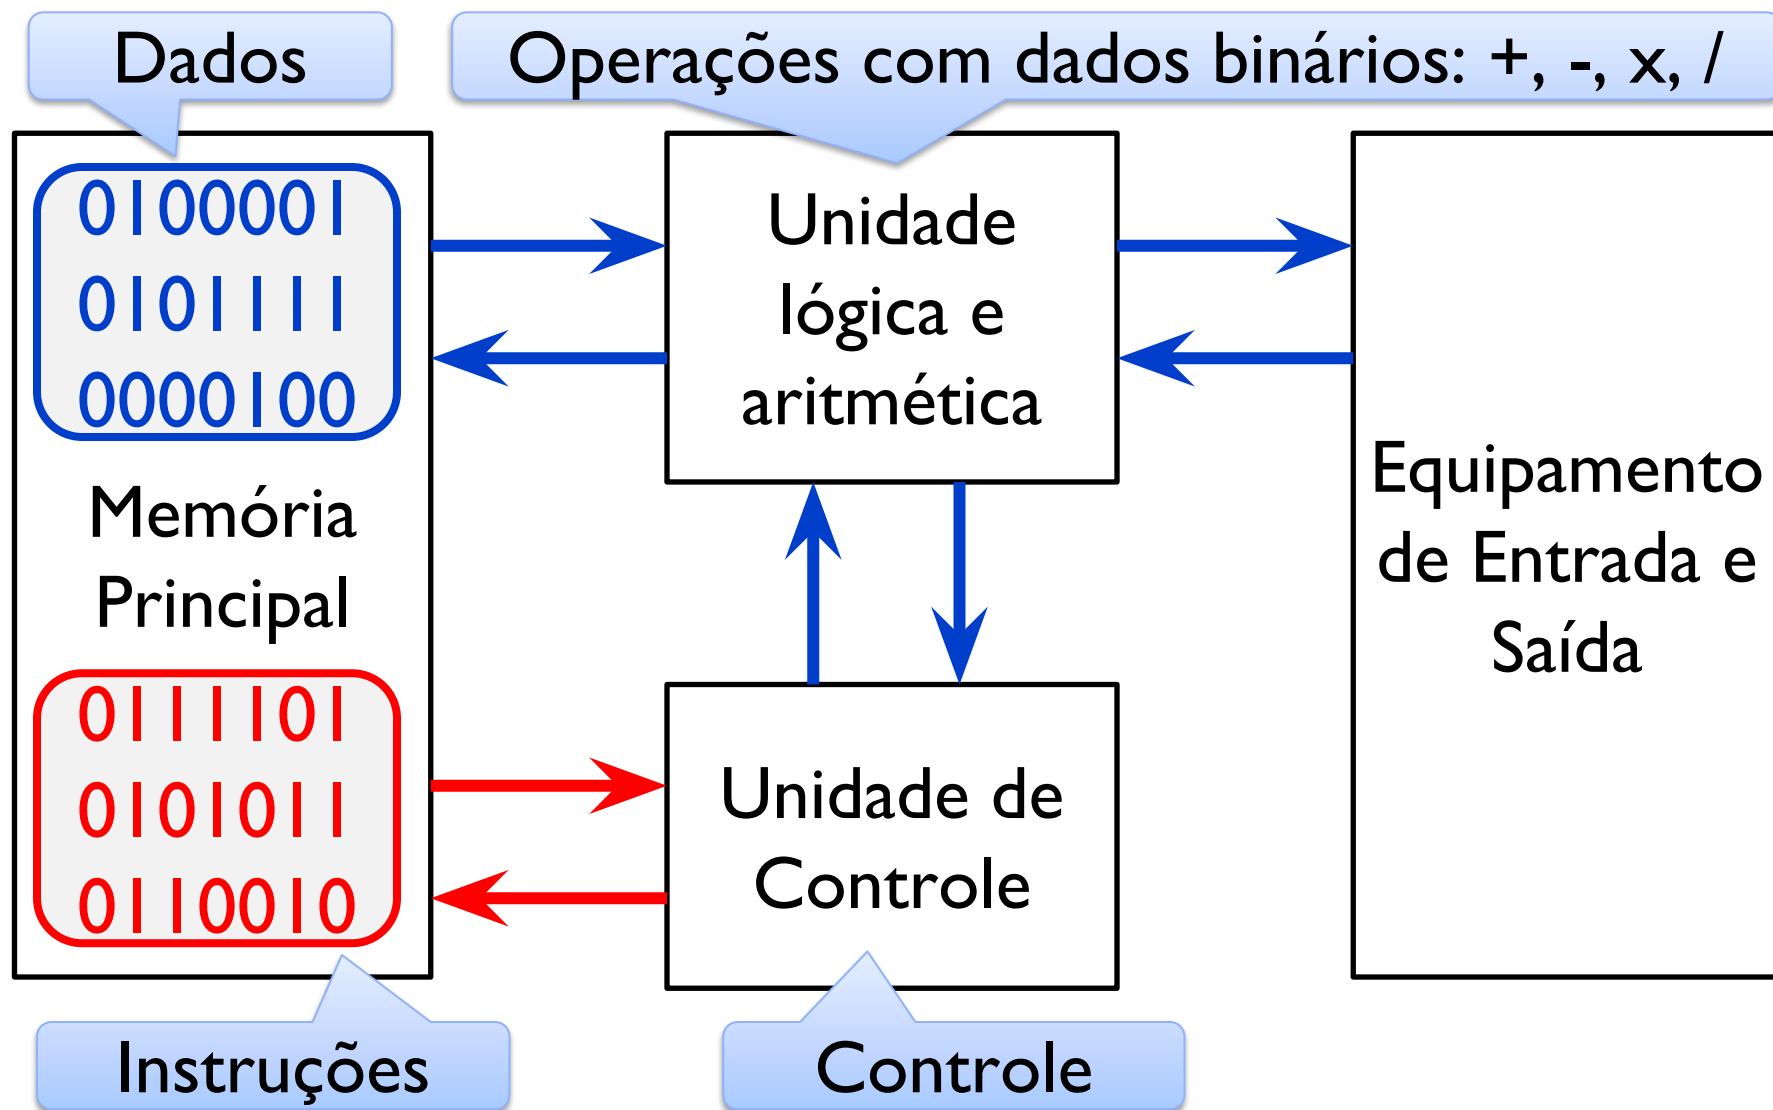 Dados
Operações com dados binários: +, -, x, /
0100001
0101111
0000100
Memória
Principal
0111101
0101011
0110010
Unidade
lógica e
aritmética
Unidade de
Controle
Equipamento
de Entrada e
Saída
Instruções
Controle